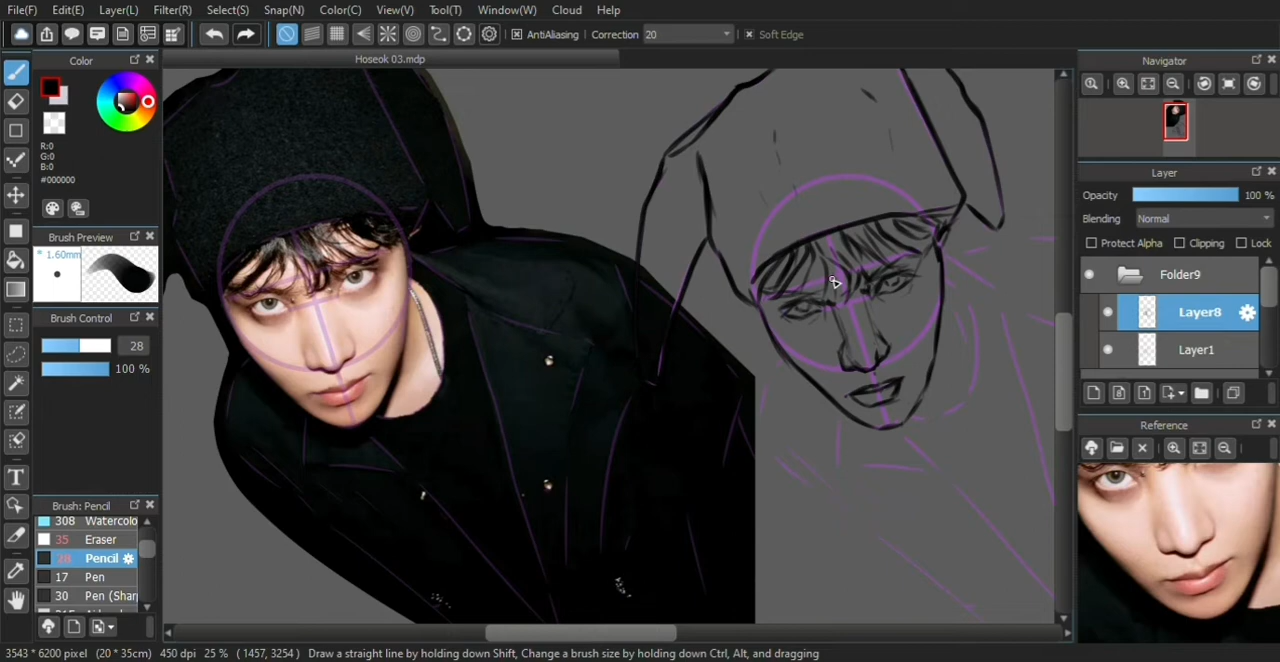 File(F) Edit(E) Layer(L) Filter(R) Select(S) Snap(N) Color(C) View(V) Tool(T) Window(W) Cloud Help
AntiAliasing Correction 20 Soft Edge
Color
Hoseok 03.mdp
Navigator
R:0
G:0
B:0
#000000
Layer
Opacity 100 %
Blending Normal
Protect Alpha Clipping Lock
Brush Preview
* 1.60mm
Folder9
Brush Control
Layer8
28
Layer1
100 %
Reference
Brush: Pencil
308 Watercolo
35 Eraser
28 Pencil
17 Pen
30 Pen (Shar
3543 * 6200 pixel (20 * 35cm) 450 dpi 25 % ( 1457, 3254 ) Draw a straight line by holding down Shift, Change a brush size by holding down Ctrl, Alt, and dragging